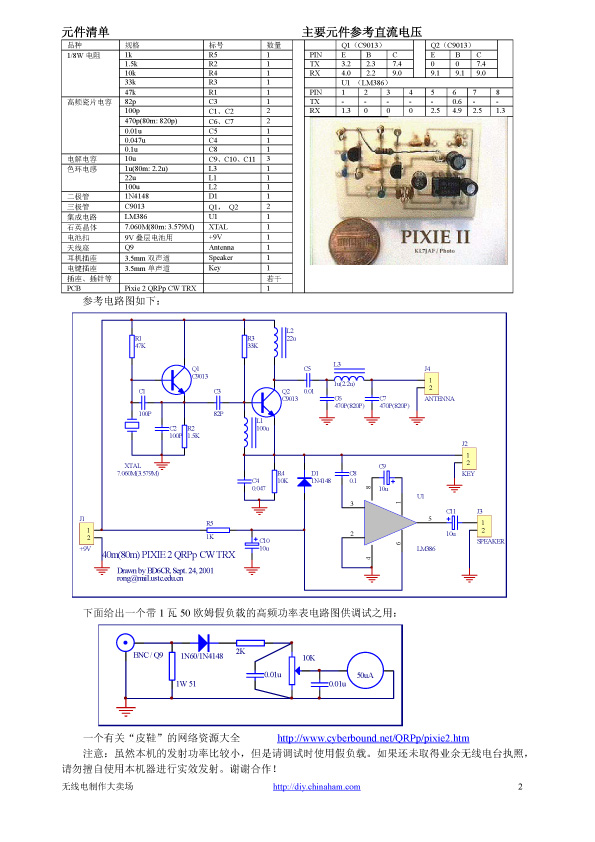 元件清单
主要元件参考直流电压
品种 规格 标号 数量
1/8W 电阻 1k R5 1
1.5k R2 1
10k R4 1
33k R3 1
47k R1 1
高频瓷片电容 82p C3 1
100p C1、C2 2
470p(80m: 820p) C6、C7 2
0.01u C5 1
0.047u C4 1
0.1u C8 1
电解电容 10u C9、C10、C11 3
色环电感 1u(80m: 2.2u) L3 1
22u L1 1
100u L2 1
二极管 1N4148 D1 1
三极管 C9013 Q1， Q2 2
集成电路 LM386 U1 1
石英晶体 7.060M(80m: 3.579M) XTAL 1
电池扣 9V 叠层电池用 +9V 1
天线座 Q9 Antenna 1
耳机插座 3.5mm 双声道 Speaker 1
电键插座 3.5mm 单声道 Key 1
插座、插针等 若干
PCB Pixie 2 QRPp CW TRX 1
Q1（C9013） Q2（C9013）
PIN E B C E B C
TX 3.2 2.3 7.4 0 0 7.4
RX 4.0 2.2 9.0 9.1 9.1 9.0
U1 （LM386）
PIN 1 2 3 4 5 6 7 8
TX - - - - - 0.6 - -
RX 1.3 0 0 0 2.5 4.9 2.5 1.3
PIXIE II
K17JAP / Photo
参考电路图如下：
R1
47K
Q1
C9013
R3
33K
L2
22u
C1
100P
C3
82P
C2
100P
R2
1.5K
XTAL
7.060M(3.579M)
Q2
C9013
L1
100u
C5
0.01
L3
1u(2.2u)
C6
470P(820P)
C7
470P(820P)
J4
1
2
ANTENNA
C4
0.047
R4
10K
D1
1N4148
C8
0.1
C9
10u
J2
1
2
KEY
U1
LM386
3
2
8
1
5
4
6
C11
10u
J3
1
2
SPEAKER
J1
1
2
+9V
R5
1K
C10
10u
40m(80m) PIXIE 2 QRPp CW TRX
Drawn by BD6CR, Sept. 24, 2001
rong@mail.ustc.edu.cn
下面给出一个带 1 瓦 50 欧姆假负载的高频功率表电路图供调试之用：
BNC / Q9
1N60/1N4148
2K
1W 51
0.01u
10K
0.01u
50uA
一个有关“皮鞋”的网络资源大全 http://www.cyberbound.net/QRPp/pixie2.htm
注意：虽然本机的发射功率比较小，但是请调试时使用假负载。如果还未取得业余无线电台执照，
请勿擅自使用本机器进行实效发射。谢谢合作！
无线电制作大卖场 http://diy.chinaham.com 2